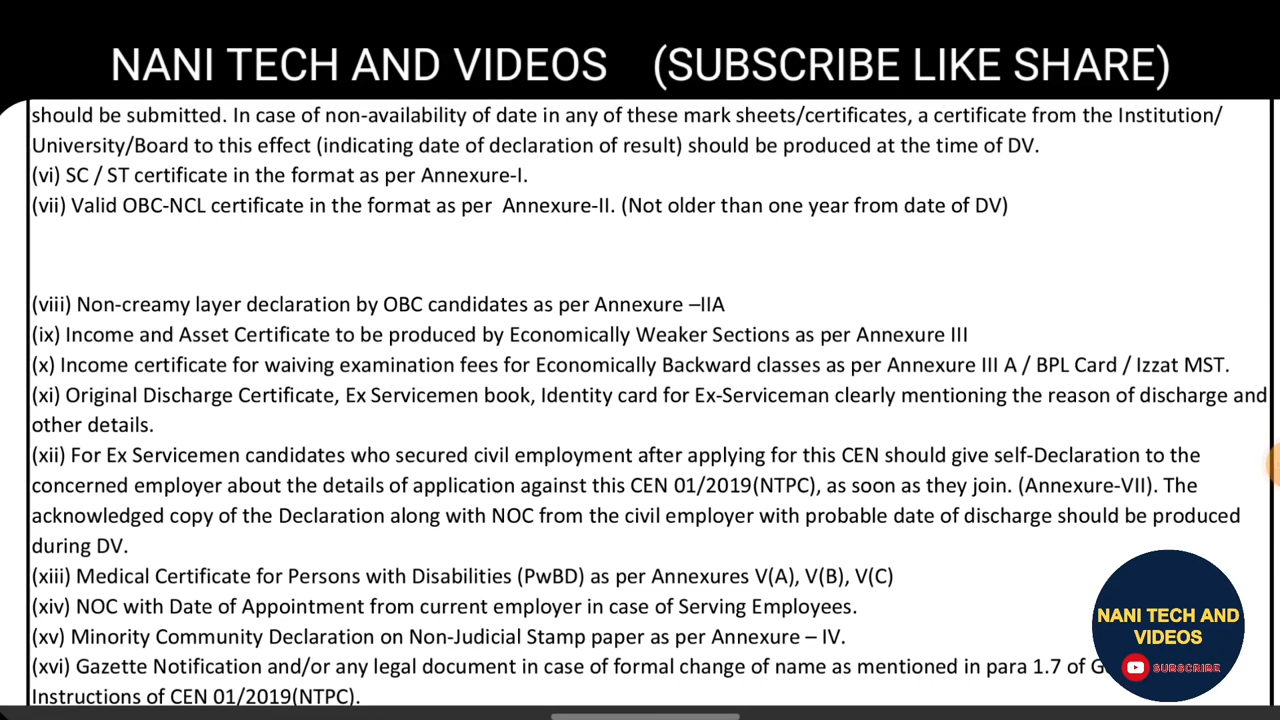 NANI TECH AND VIDEOS (SUBSCRIBE LIKE SHARE)
should be submitted. In case of non-availability of date in any of these mark sheets/certificates, a certificate from the Institution/
University/Board to this effect (indicating date of declaration of result) should be produced at the time of DV.
(vi) SC / ST certificate in the format as per Annexure-I.
(vii) Valid OBC-NCL certificate in the format as per Annexure-II. (Not older than one year from date of DV)
(viii) Non-creamy layer declaration by OBC candidates as per Annexure –IIA
(ix) Income and Asset Certificate to be produced by Economically Weaker Sections as per Annexure III
(x) Income certificate for waiving examination fees for Economically Backward classes as per Annexure III A / BPL Card / Izzat MST.
(xi) Original Discharge Certificate, Ex Servicemen book, Identity card for Ex-Serviceman clearly mentioning the reason of discharge and
other details.
(xii) For Ex Servicemen candidates who secured civil employment after applying for this CEN should give self-Declaration to the
concerned employer about the details of application against this CEN 01/2019(NTPC), as soon as they join. (Annexure-VII). The
acknowledged copy of the Declaration along with NOC from the civil employer with probable date of discharge should be produced
during DV.
(xiii) Medical Certificate for Persons with Disabilities (PwBD) as per Annexures V(A), V(B), V(C)
(xiv) NOC with Date of Appointment from current employer in case of Serving Employees.
(xv) Minority Community Declaration on Non-Judicial Stamp paper as per Annexure – IV.
(xvi) Gazette Notification and/or any legal document in case of formal change of name as mentioned in para 1.7 of
Instructions of CEN 01/2019(NTPC).
NANI TECH AND
VIDEOS
SUBSCRIBE